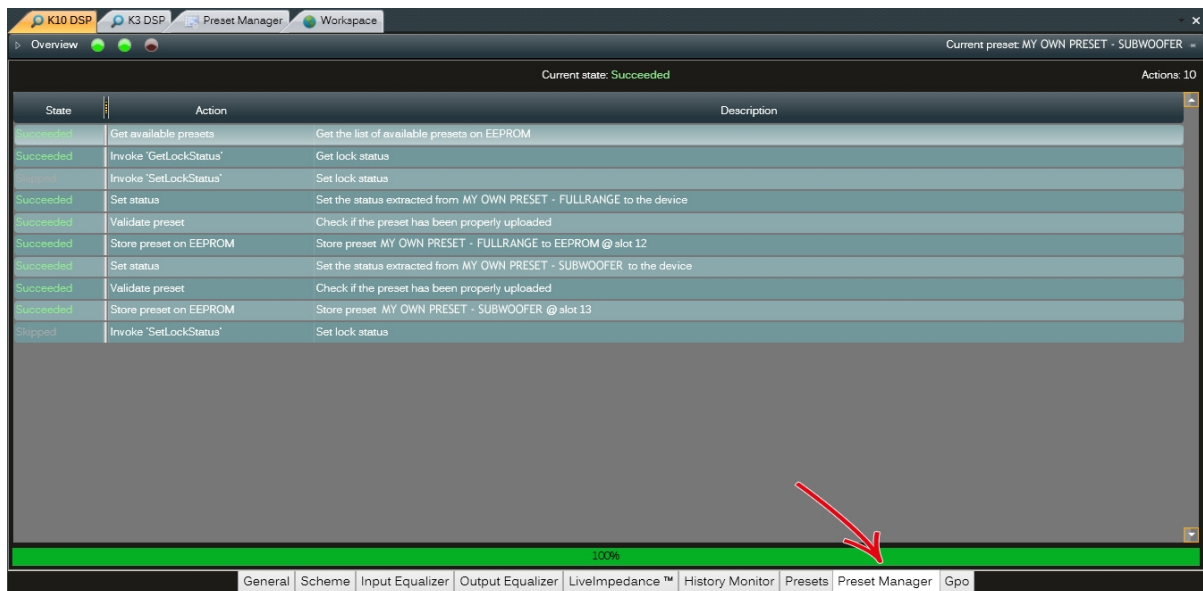 K10 DSP K3 DSP Preset Manager Workspace
Overview Current preset: MY OWN PRESET - SUBWOOFER
Current state: Succeeded Actions: 10
State Action Description
Succeeded Get available presets Get the list of available presets on EEPROM
Succeeded Invoke 'GetLockStatus' Get lock status
Skipped Invoke 'SetLockStatus' Set lock status
Succeeded Set status Set the status extracted from MY OWN PRESET - FULLRANGE to the device
Succeeded Validate preset Check if the preset has been properly uploaded
Succeeded Store preset on EEPROM Store preset MY OWN PRESET - FULLRANGE to EEPROM @ slot 12
Succeeded Set status Set the status extracted from MY OWN PRESET - SUBWOOFER to the device
Succeeded Validate preset Check if the preset has been properly uploaded
Succeeded Store preset on EEPROM Store preset MY OWN PRESET - SUBWOOFER @ slot 13
Skipped Invoke 'SetLockStatus' Set lock status
100%
General Scheme Input Equalizer Output Equalizer LiveImpedance ™ History Monitor Presets Preset Manager Gpo